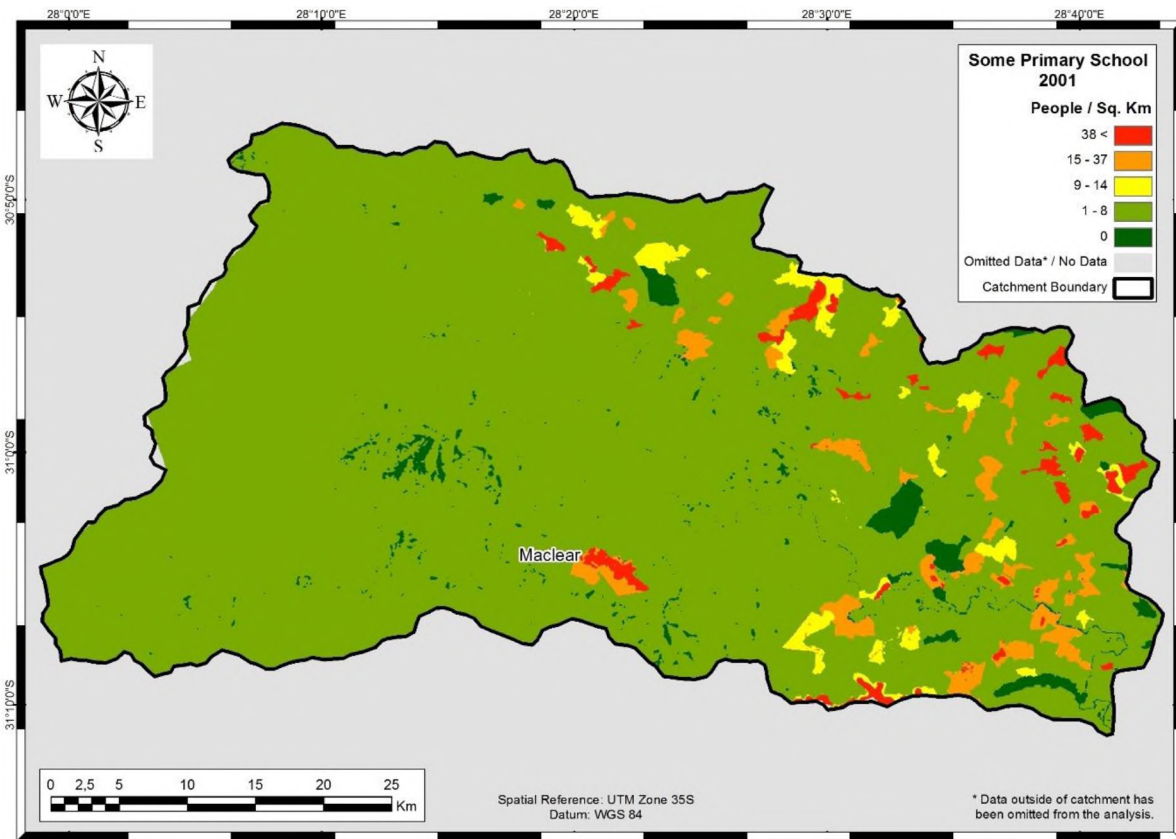 28°0'0"E 28°10'0"E 28°20'0"E 28°30'0"E 28°40'0"E
N
W E
S
Some Primary School
2001
People / Sq. Km
38 <
15 - 37
9 - 14
1 - 8
0
Omitted Data* / No Data
Catchment Boundary
30°50'0"S
31°0'0"S
31°10'0"S
Maclear
0 2,5 5 10 15 20 25
Km
Spatial Reference: UTM Zone 35S
Datum: WGS 84
* Data outside of catchment has
been omitted from the analysis.